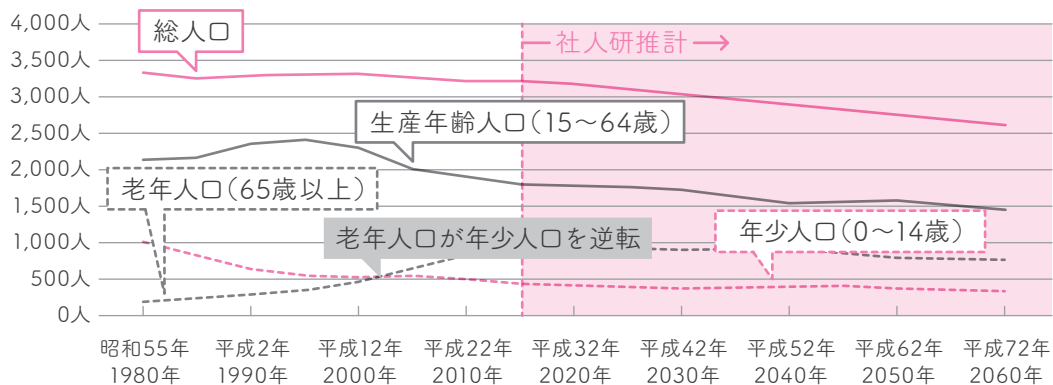 4,000人
3,500人
3,000人
2,500人
2,000人
1,500人
1,000人
500人
0人
総人口
社人研推計
生産年齢人口（15〜64歳）
老年人口（65歳以上）
老年人口が年少人口を逆転
年少人口（0〜14歳）
昭和55年 平成2年 平成12年 平成22年 平成32年 平成42年 平成52年 平成62年 平成72年
1980年 1990年 2000年 2010年 2020年 2030年 2040年 2050年 2060年